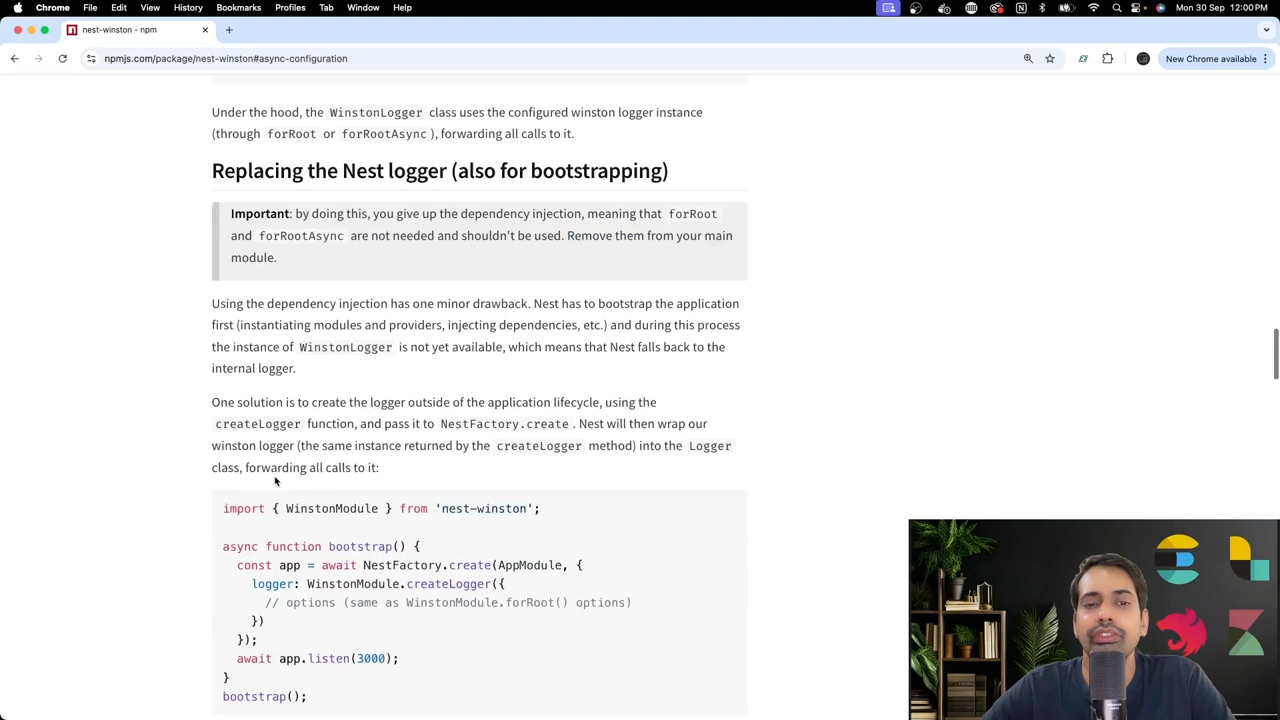 Chrome File Edit View History Bookmarks Profiles Tab Window Help Mon 30 Sep 12:00 PM
nest-winston - npm
npmjs.com/package/nest-winston#async-configuration New Chrome available
Under the hood, the WinstonLogger class uses the configured winston logger instance
(through forRoot or forRootAsync ), forwarding all calls to it.
Replacing the Nest logger (also for bootstrapping)
Important: by doing this, you give up the dependency injection, meaning that forRoot
and forRootAsync are not needed and shouldn't be used. Remove them from your main
module.
Using the dependency injection has one minor drawback. Nest has to bootstrap the application
first (instantiating modules and providers, injecting dependencies, etc.) and during this process
the instance of WinstonLogger is not yet available, which means that Nest falls back to the
internal logger.
One solution is to create the logger outside of the application lifecycle, using the
createLogger function, and pass it to NestFactory.create . Nest will then wrap our
winston logger (the same instance returned by the createLogger method) into the Logger
class, forwarding all calls to it:
import { WinstonModule } from 'nest-winston';
async function bootstrap() {
const app = await NestFactory.create(AppModule, {
logger: WinstonModule.createLogger({
// options (same as WinstonModule.forRoot() options)
})
});
await app.listen(3000);
}
bootstrap();